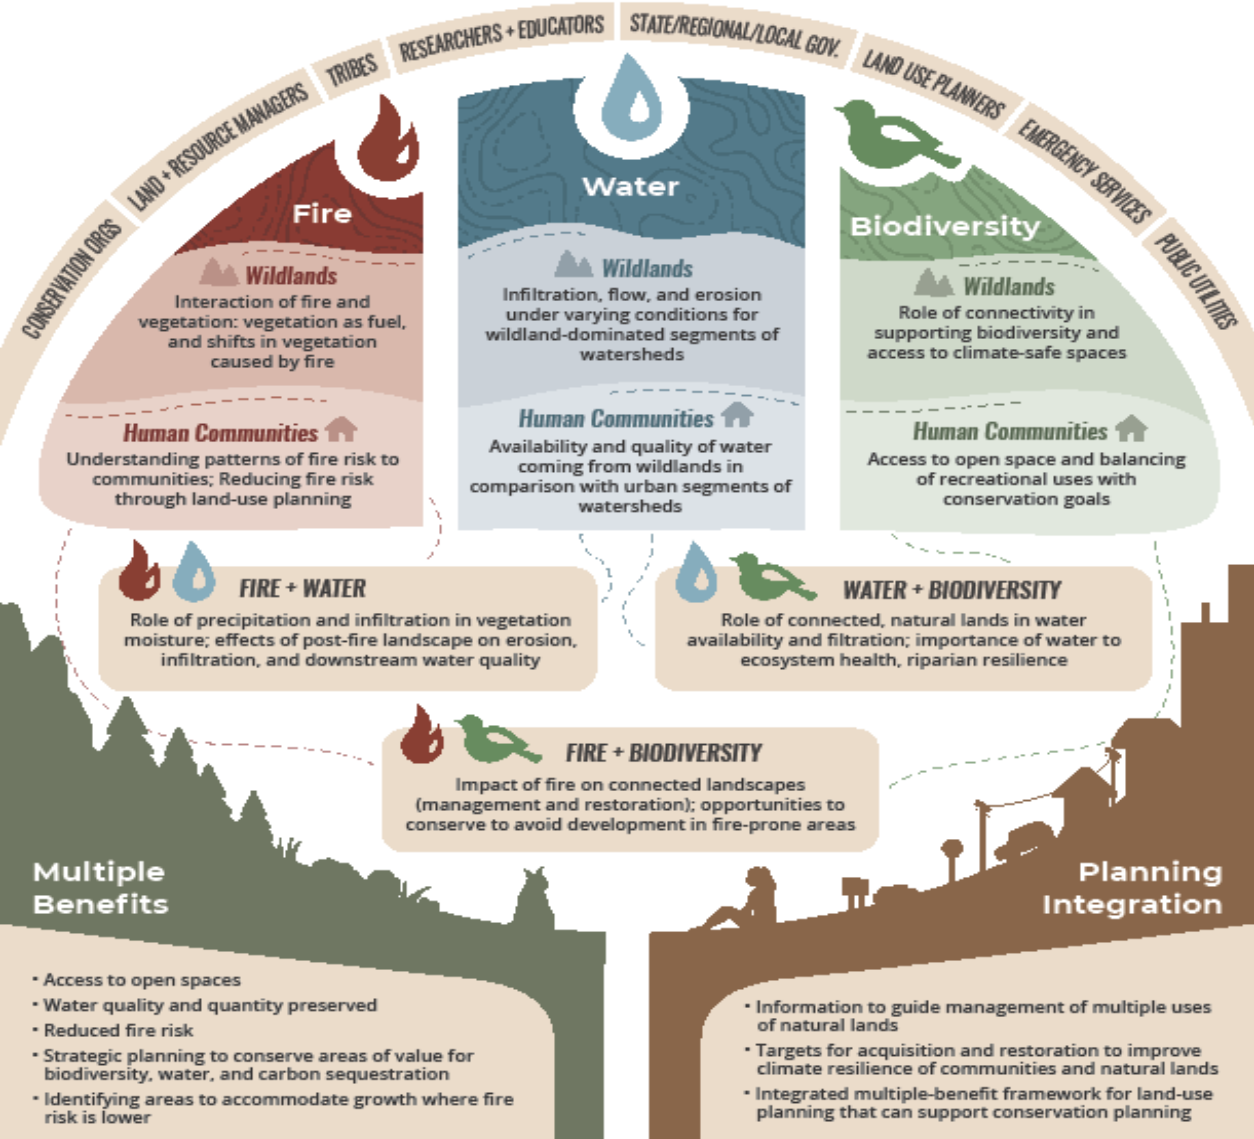 CONSERVATION ORGS
LAND + RESOURCE MANAGERS
TRIBES
RESEARCHERS + EDUCATORS
STATE/REGIONAL/LOCAL GOV.
LAND USE PLANNERS
EMERGENCY SERVICES
PUBLIC UTILITIES
Fire
Wildlands
Interaction of fire and
vegetation: vegetation as fuel,
and shifts in vegetation
caused by fire
Human Communities
Understanding patterns of fire risk to
communities; Reducing fire risk
through land-use planning
Water
Wildlands
Infiltration, flow, and erosion
under varying conditions for
wildland-dominated segments of
watersheds
Human Communities
Availability and quality of water
coming from wildlands in
comparison with urban segments of
watersheds
Biodiversity
Wildlands
Role of connectivity in
supporting biodiversity and
access to climate-safe spaces
Human Communities
Access to open space and balancing
of recreational uses with
conservation goals
FIRE + WATER
Role of precipitation and infiltration in vegetation
moisture; effects of post-fire landscape on erosion,
infiltration, and downstream water quality
WATER + BIODIVERSITY
Role of connected, natural lands in water
availability and filtration; importance of water to
ecosystem health, riparian resilience
FIRE + BIODIVERSITY
Impact of fire on connected landscapes
(management and restoration); opportunities to
conserve to avoid development in fire-prone areas
Multiple
Benefits
• Access to open spaces
• Water quality and quantity preserved
• Reduced fire risk
• Strategic planning to conserve areas of value for
biodiversity, water, and carbon sequestration
• Identifying areas to accommodate growth where fire
risk is lower
Planning
Integration
• Information to guide management of multiple uses
of natural lands
• Targets for acquisition and restoration to improve
climate resilience of communities and natural lands
• Integrated multiple-benefit framework for land-use
planning that can support conservation planning